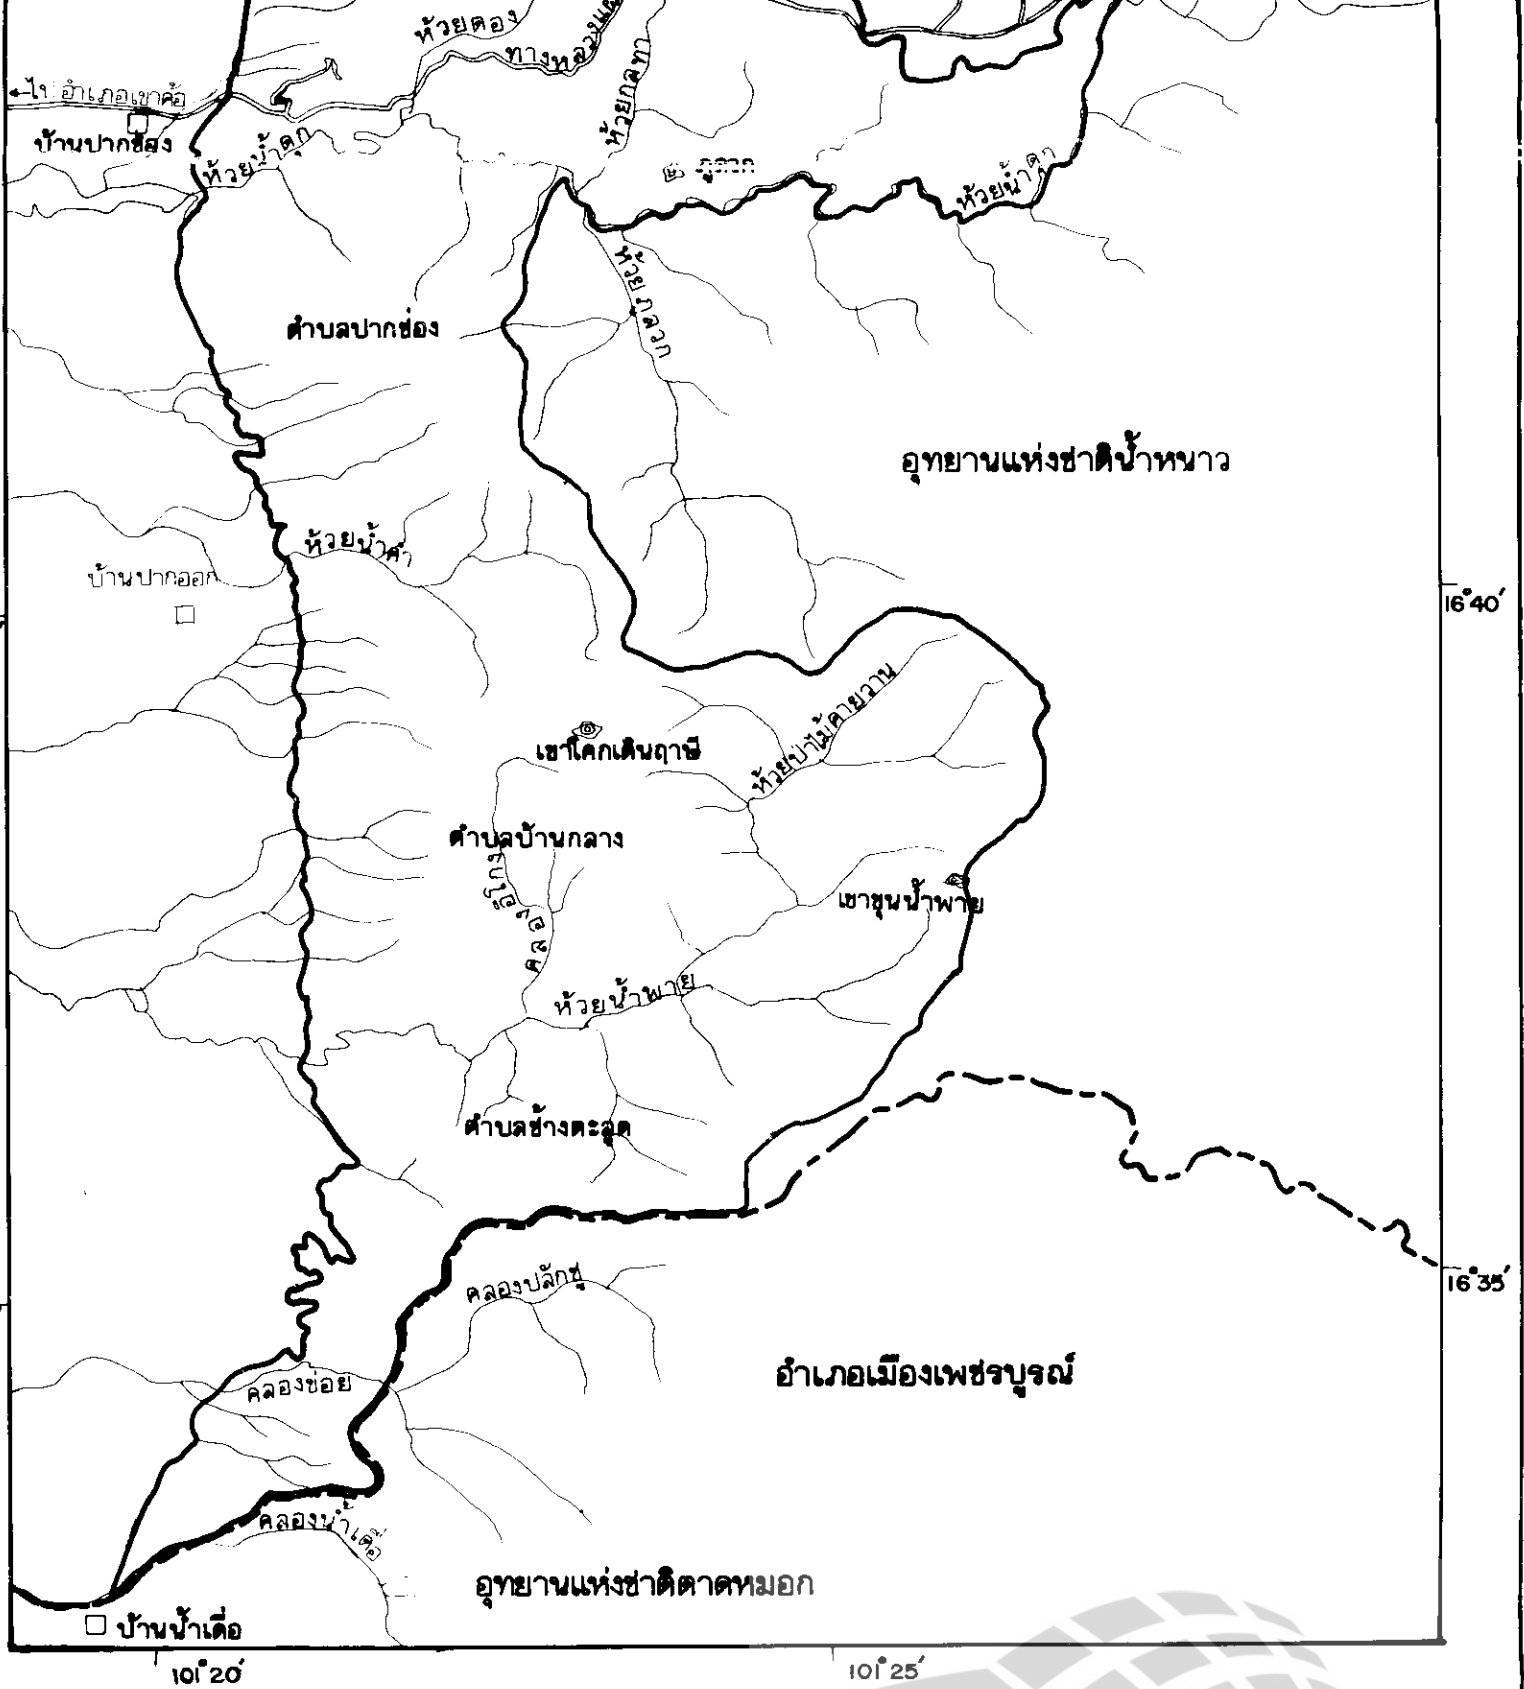 ห้วยตอง
ทางหลวงแผ่
ห้วยกลทา
ไป อำเภอเขาค้อ
บ้านปากช่อง
ห้วยน้ำดุก
ภูลวก
ห้วยน้ำดุก
ห้วยภูลวก
ตำบลปากช่อง
อุทยานแห่งชาติน้ำหนาว
ห้วยน้ำคำ
บ้านปากออก
16°40′
เขาโคกเดินฤาษี
ห้วยป่าไม้คายวาน
ตำบลบ้านกลาง
เขาขุนน้ำพาย
คลองอีโกง
ห้วยน้ำพาย
ตำบลช้างตะลูด
คลองปลักชู
16°35′
อำเภอเมืองเพชรบูรณ์
คลองข่อย
คลองน้ำเดื่อ
อุทยานแห่งชาติตาดหมอก
บ้านน้ำเดื่อ
101°20′
101°25′